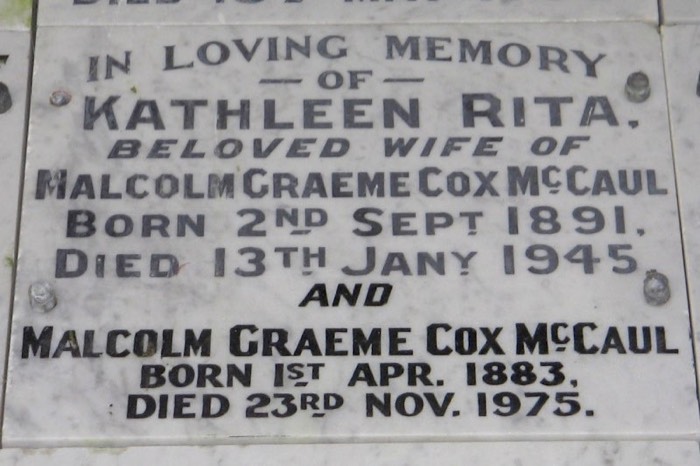 IN LOVING MEMORY
— OF —
KATHLEEN RITA.
BELOVED WIFE OF
MALCOLM GRAEME COX MCCAUL
BORN 2ND SEPT 1891.
DIED 13TH JANY 1945
AND
MALCOLM GRAEME COX MCCAUL
BORN 1ST APR. 1883.
DIED 23RD NOV. 1975.